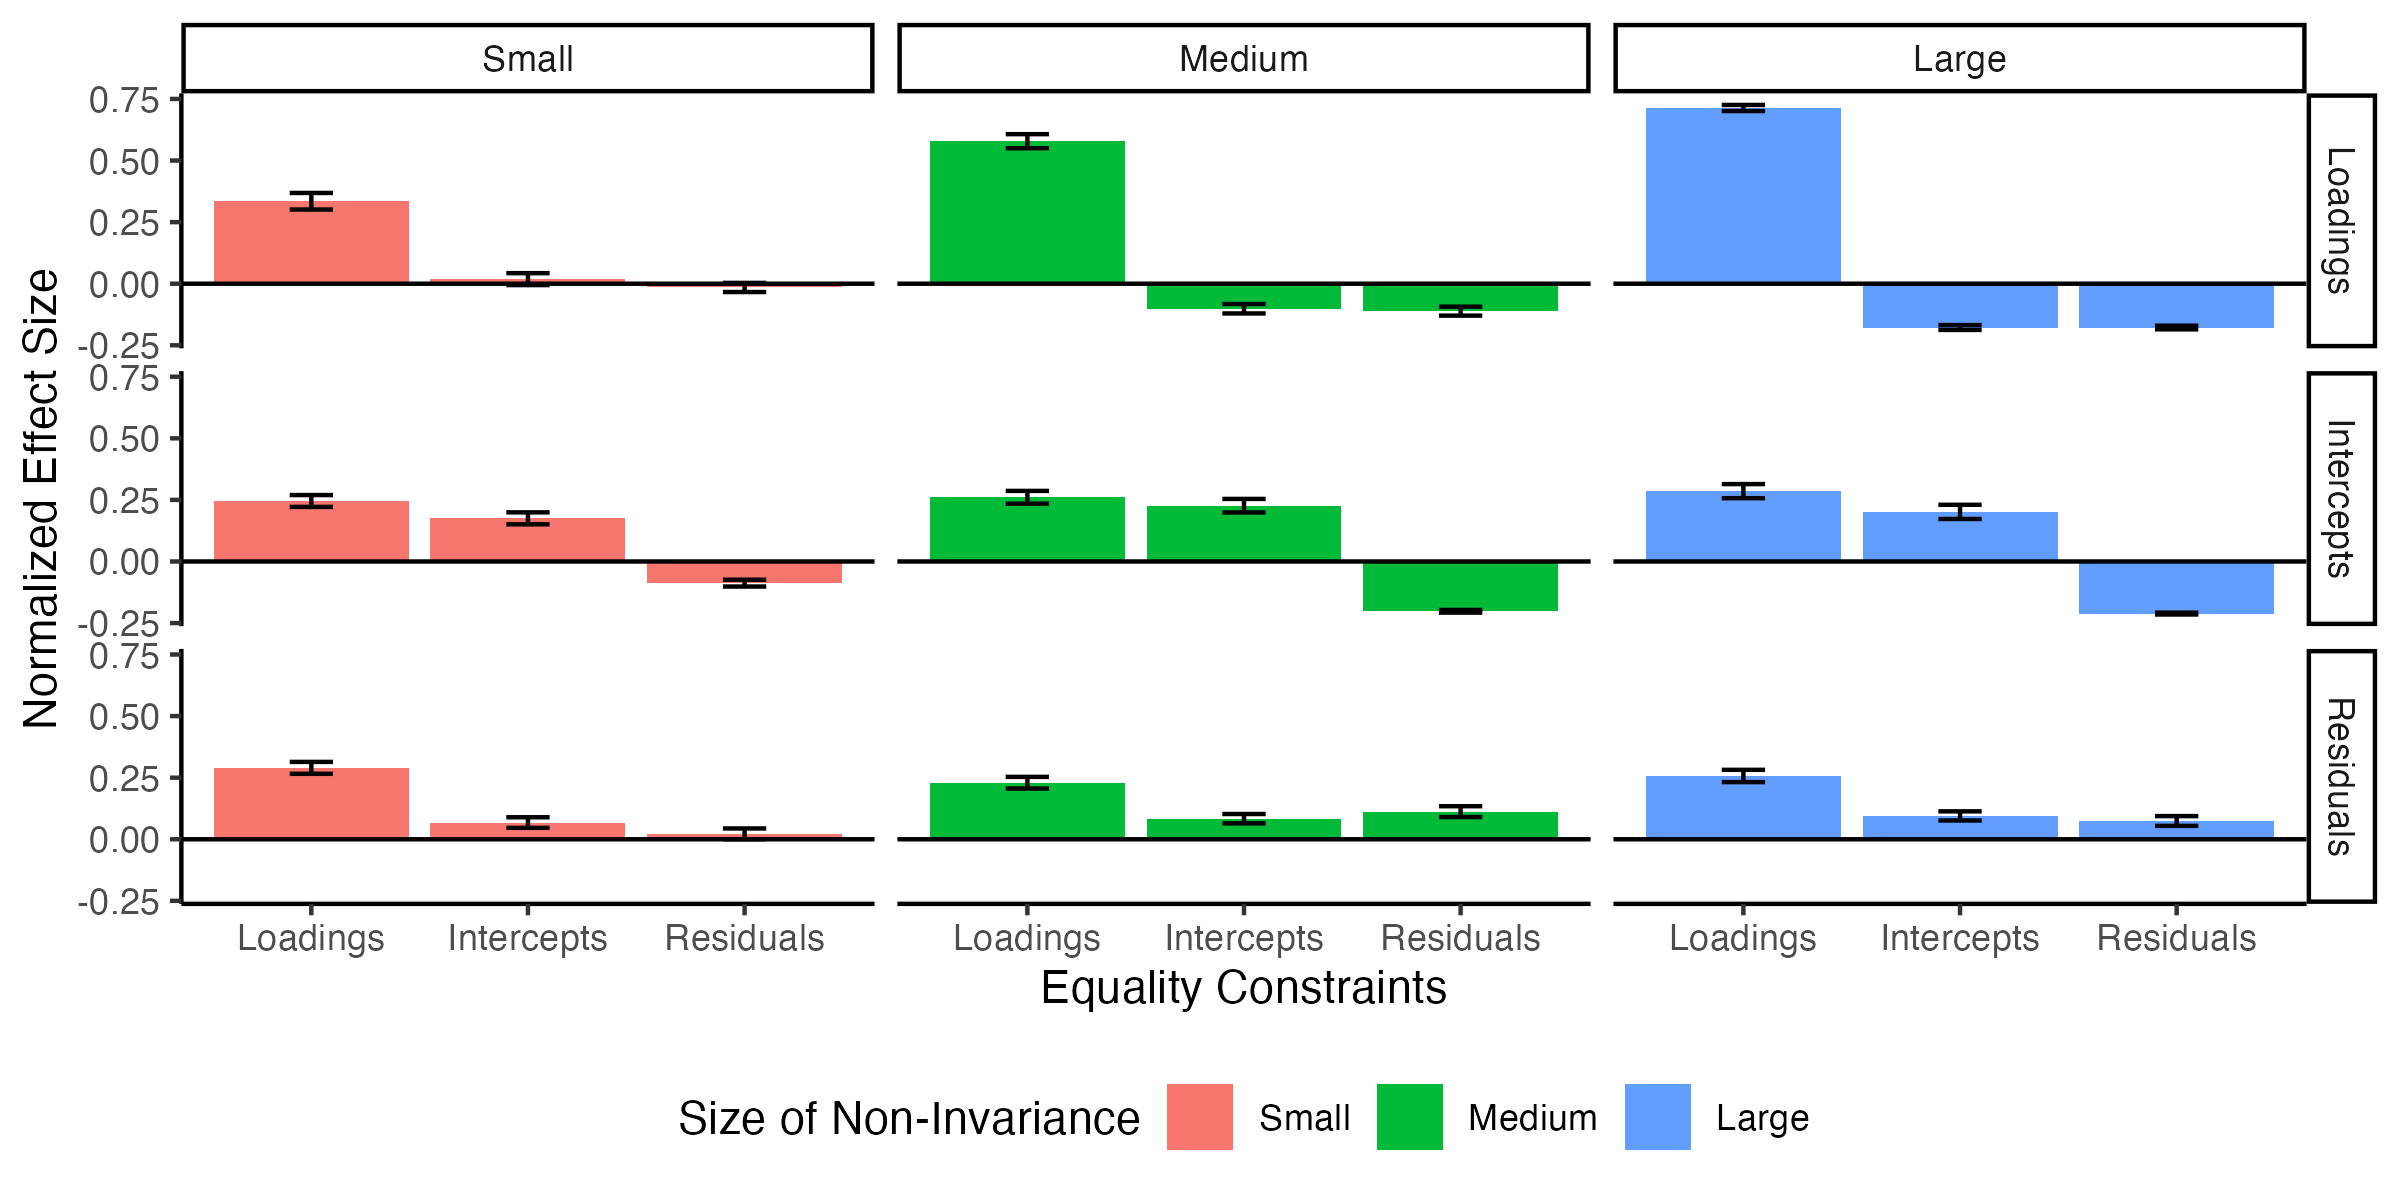 Small Medium Large
Normalized Effect Size
0.75
0.50
0.25
0.00
-0.25
Loadings
0.75
0.50
0.25
0.00
-0.25
Intercepts
0.75
0.50
0.25
0.00
-0.25
Residuals
Loadings Intercepts Residuals Loadings Intercepts Residuals Loadings Intercepts Residuals
Equality Constraints
Size of Non-Invariance Small Medium Large